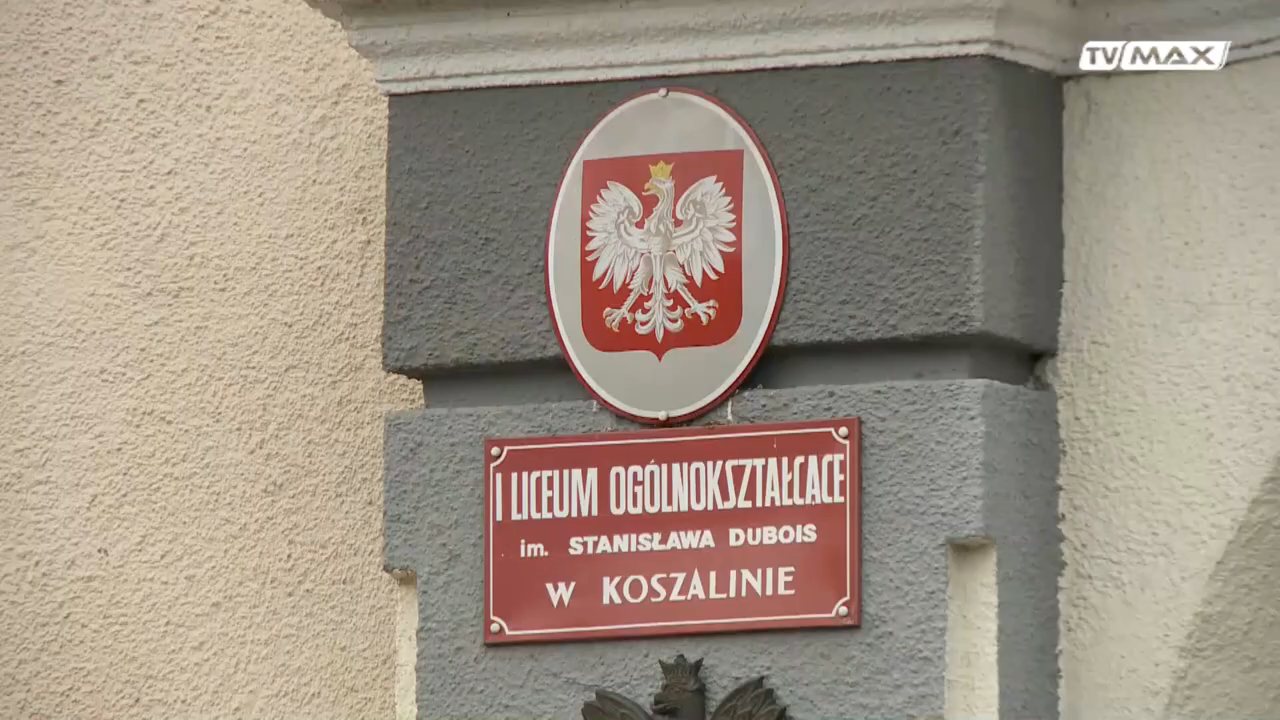 TV MAX
I LICEUM OGÓLNOKSZTAŁCĄCE
im. STANISŁAWA DUBOIS
W KOSZALINIE